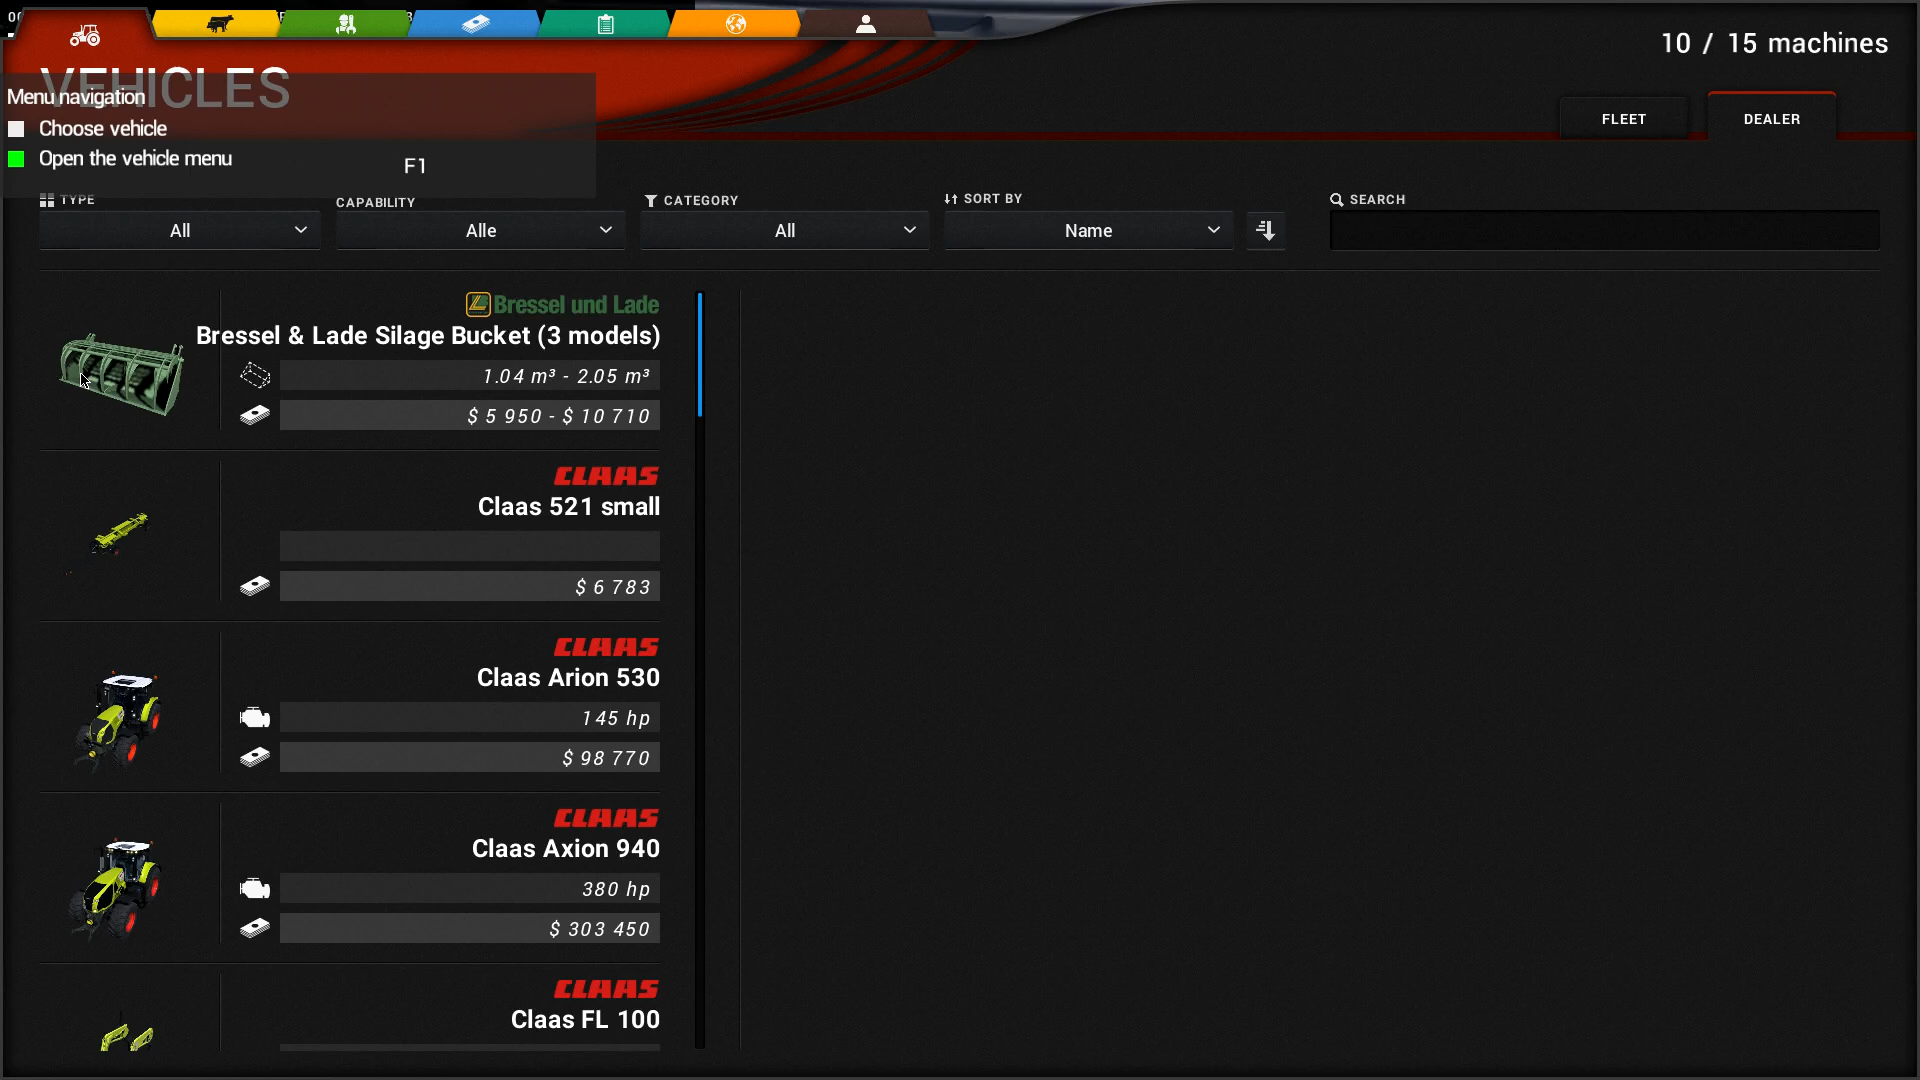 10 / 15 machines
VEHICLES
Menu navigation
Choose vehicle
Open the vehicle menu
F1
FLEET
DEALER
TYPE
CAPABILITY
CATEGORY
SORT BY
SEARCH
All
Alle
All
Name
Bressel und Lade
Bressel & Lade Silage Bucket (3 models)
1.04 m³ - 2.05 m³
$ 5 950 - $ 10 710
CLAAS
Claas 521 small
$ 6 783
CLAAS
Claas Arion 530
145 hp
$ 98 770
CLAAS
Claas Axion 940
380 hp
$ 303 450
CLAAS
Claas FL 100